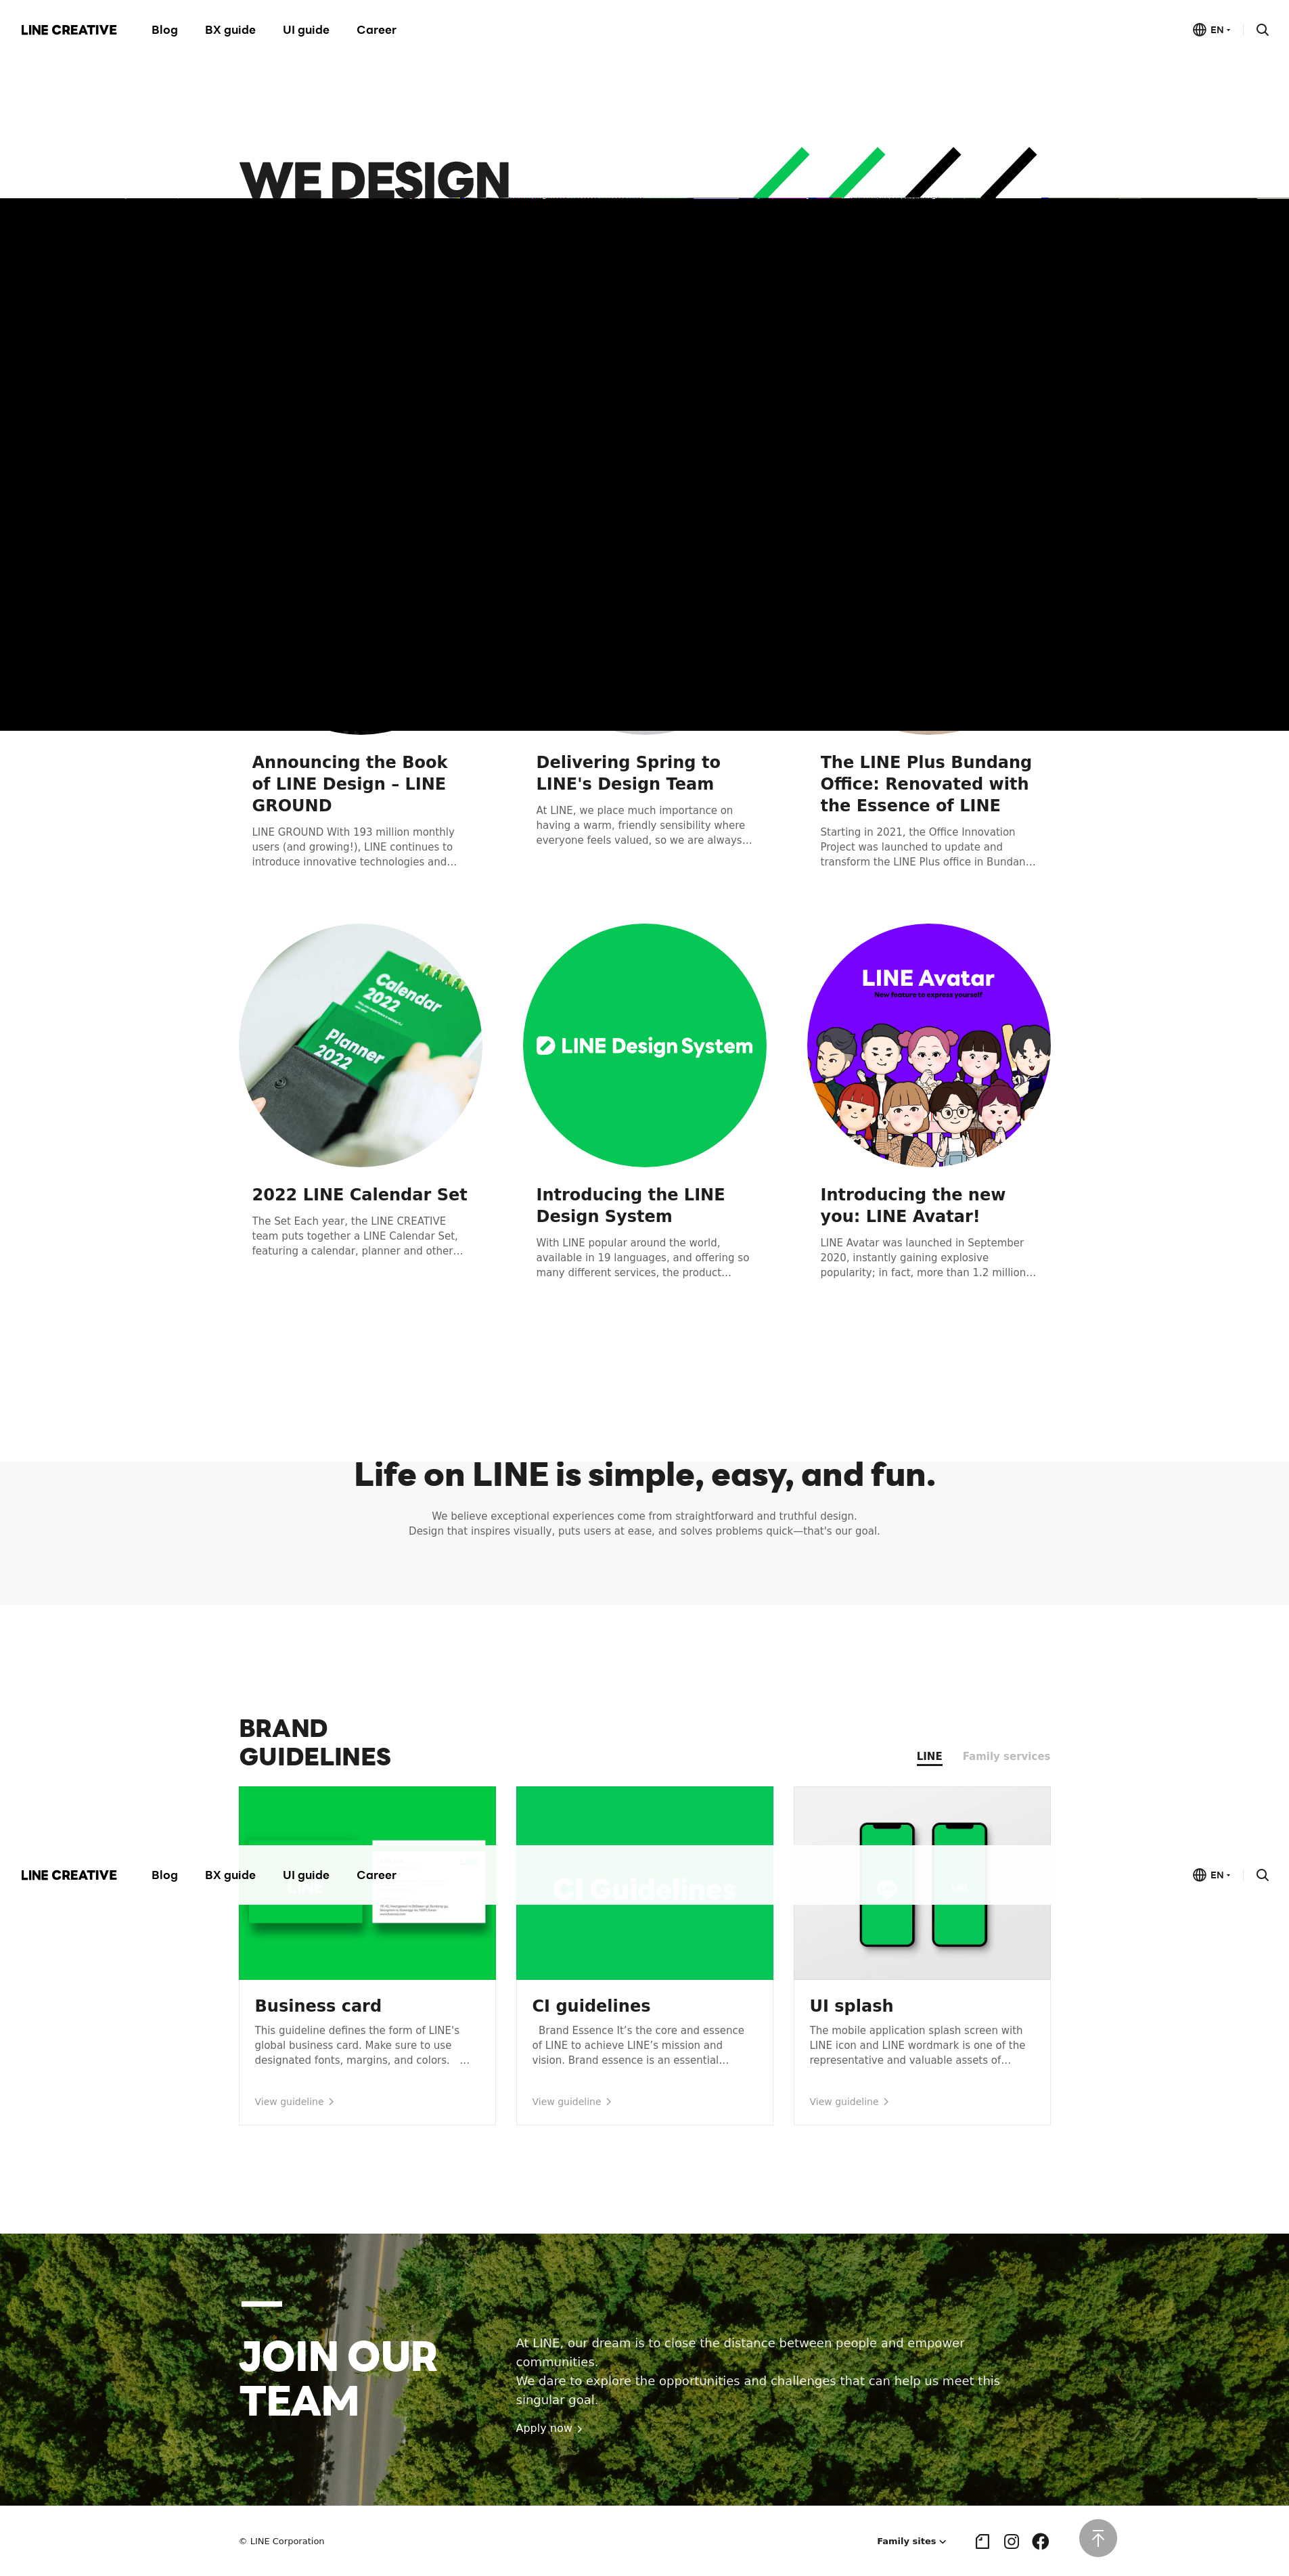 LINE CREATIVE
Blog
BX guide
UI guide
Career
EN
WE DESIGN
Announcing the Book
of LINE Design – LINE
GROUND
LINE GROUND With 193 million monthly
users (and growing!), LINE continues to
introduce innovative technologies and...
Delivering Spring to
LINE's Design Team
At LINE, we place much importance on
having a warm, friendly sensibility where
everyone feels valued, so we are always...
The LINE Plus Bundang
Office: Renovated with
the Essence of LINE
Starting in 2021, the Office Innovation
Project was launched to update and
transform the LINE Plus office in Bundan...
Calendar
2022
Planner
2022
LINE Design System
LINE Avatar
New feature to express yourself
2022 LINE Calendar Set
The Set Each year, the LINE CREATIVE
team puts together a LINE Calendar Set,
featuring a calendar, planner and other...
Introducing the LINE
Design System
With LINE popular around the world,
available in 19 languages, and offering so
many different services, the product...
Introducing the new
you: LINE Avatar!
LINE Avatar was launched in September
2020, instantly gaining explosive
popularity; in fact, more than 1.2 million...
Life on LINE is simple, easy, and fun.
We believe exceptional experiences come from straightforward and truthful design.
Design that inspires visually, puts users at ease, and solves problems quick—that's our goal.
BRAND
GUIDELINES
LINE
Family services
LINE CREATIVE
Blog
BX guide
UI guide
Career
EN
CI Guidelines
Business card
This guideline defines the form of LINE's
global business card. Make sure to use
designated fonts, margins, and colors. ...
View guideline
CI guidelines
Brand Essence It’s the core and essence
of LINE to achieve LINE’s mission and
vision. Brand essence is an essential...
View guideline
UI splash
The mobile application splash screen with
LINE icon and LINE wordmark is one of the
representative and valuable assets of...
View guideline
JOIN OUR
TEAM
At LINE, our dream is to close the distance between people and empower
communities.
We dare to explore the opportunities and challenges that can help us meet this
singular goal.
Apply now
© LINE Corporation
Family sites